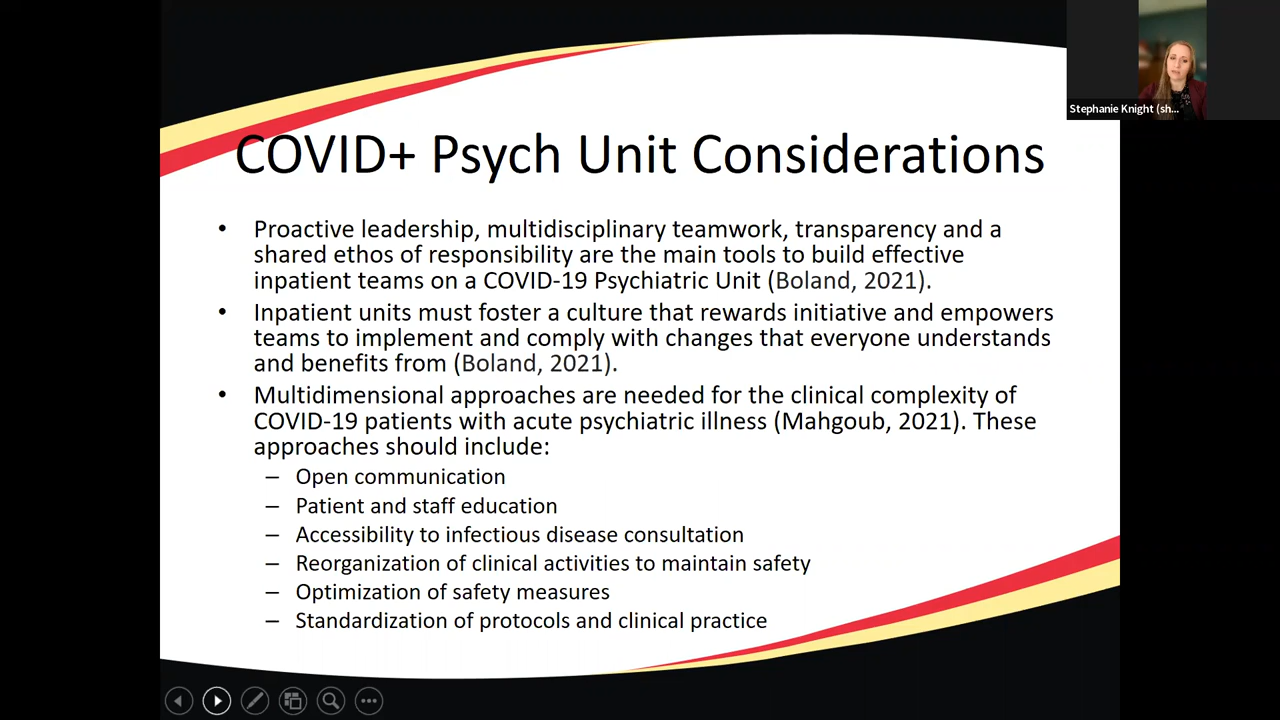 Stephanie Knight (sh...
COVID+ Psych Unit Considerations
• Proactive leadership, multidisciplinary teamwork, transparency and a
shared ethos of responsibility are the main tools to build effective
inpatient teams on a COVID-19 Psychiatric Unit (Boland, 2021).
• Inpatient units must foster a culture that rewards initiative and empowers
teams to implement and comply with changes that everyone understands
and benefits from (Boland, 2021).
• Multidimensional approaches are needed for the clinical complexity of
COVID-19 patients with acute psychiatric illness (Mahgoub, 2021). These
approaches should include:
– Open communication
– Patient and staff education
– Accessibility to infectious disease consultation
– Reorganization of clinical activities to maintain safety
– Optimization of safety measures
– Standardization of protocols and clinical practice